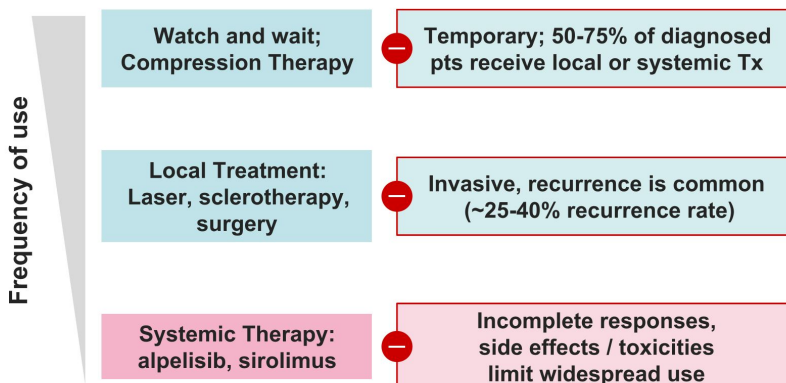 Frequency of use
Watch and wait;
Compression Therapy
Temporary; 50-75% of diagnosed
pts receive local or systemic Tx
Local Treatment:
Laser, sclerotherapy,
surgery
Invasive, recurrence is common
(~25-40% recurrence rate)
Systemic Therapy:
alpelisib, sirolimus
Incomplete responses,
side effects / toxicities
limit widespread use